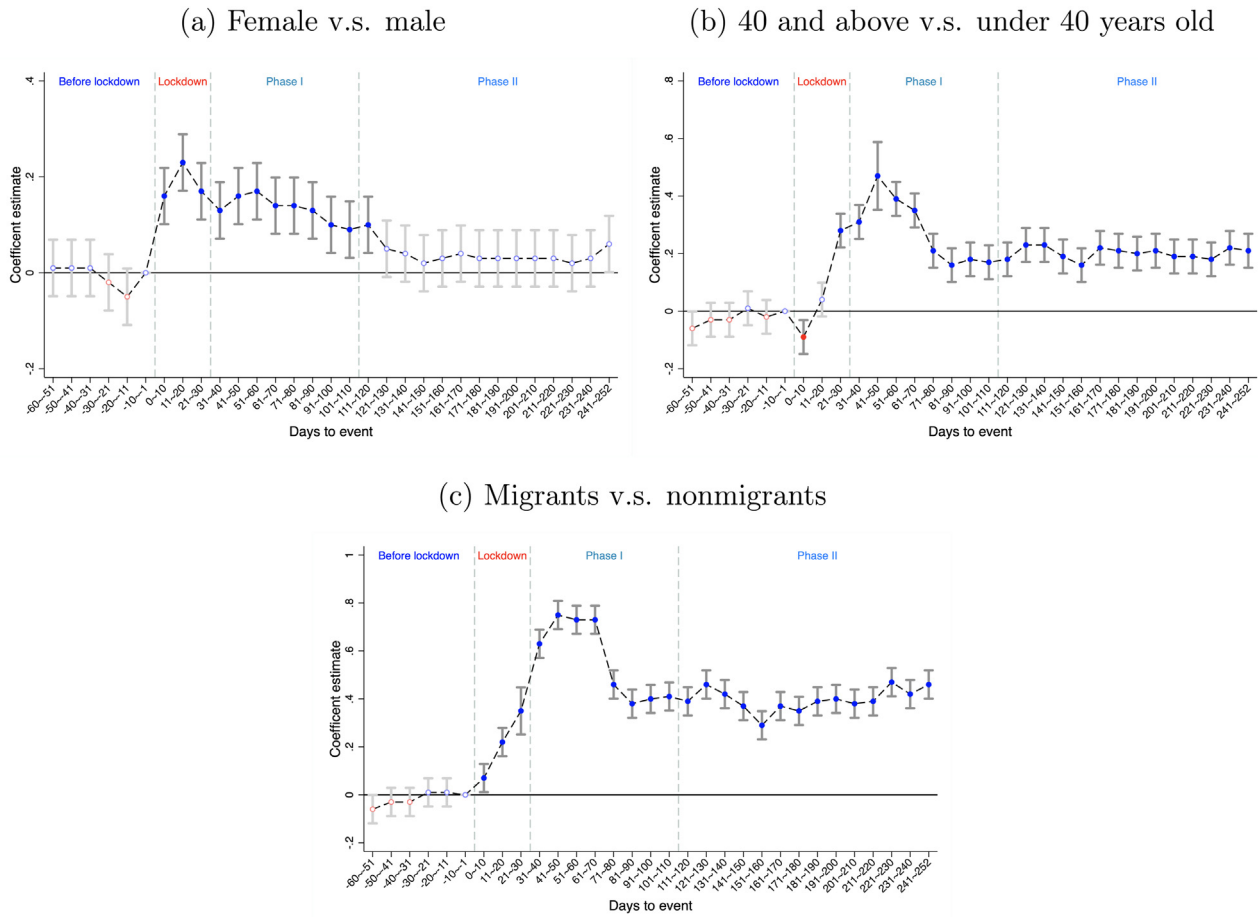 (a) Female v.s. male
Before lockdown Lockdown Phase I Phase II
Coefficent estimate
.4
.2
0
-.2
-60~-51 -50~-41 -40~-31 -30~-21 -20~-11 -10~-1 0~10 11~20 21~30 31~40 41~50 51~60 61~70 71~80 81~90 91~100 101~110 111~120 121~130 131~140 141~150 151~160 161~170 171~180 181~190 191~200 201~210 211~220 221~230 231~240 241~252
Days to event
(b) 40 and above v.s. under 40 years old
Before lockdown Lockdown Phase I Phase II
Coefficent estimate
.8
.6
.4
.2
0
-.2
-60~-51 -50~-41 -40~-31 -30~-21 -20~-11 -10~-1 0~10 11~20 21~30 31~40 41~50 51~60 61~70 71~80 81~90 91~100 101~110 111~120 121~130 131~140 141~150 151~160 161~170 171~180 181~190 191~200 201~210 211~220 221~230 231~240 241~252
Days to event
(c) Migrants v.s. nonmigrants
Before lockdown Lockdown Phase I Phase II
Coefficent estimate
1
.8
.6
.4
.2
0
-.2
-60~-51 -50~-41 -40~-31 -30~-21 -20~-11 -10~-1 0~10 11~20 21~30 31~40 41~50 51~60 61~70 71~80 81~90 91~100 101~110 111~120 121~130 131~140 141~150 151~160 161~170 171~180 181~190 191~200 201~210 211~220 221~230 231~240 241~252
Days to event